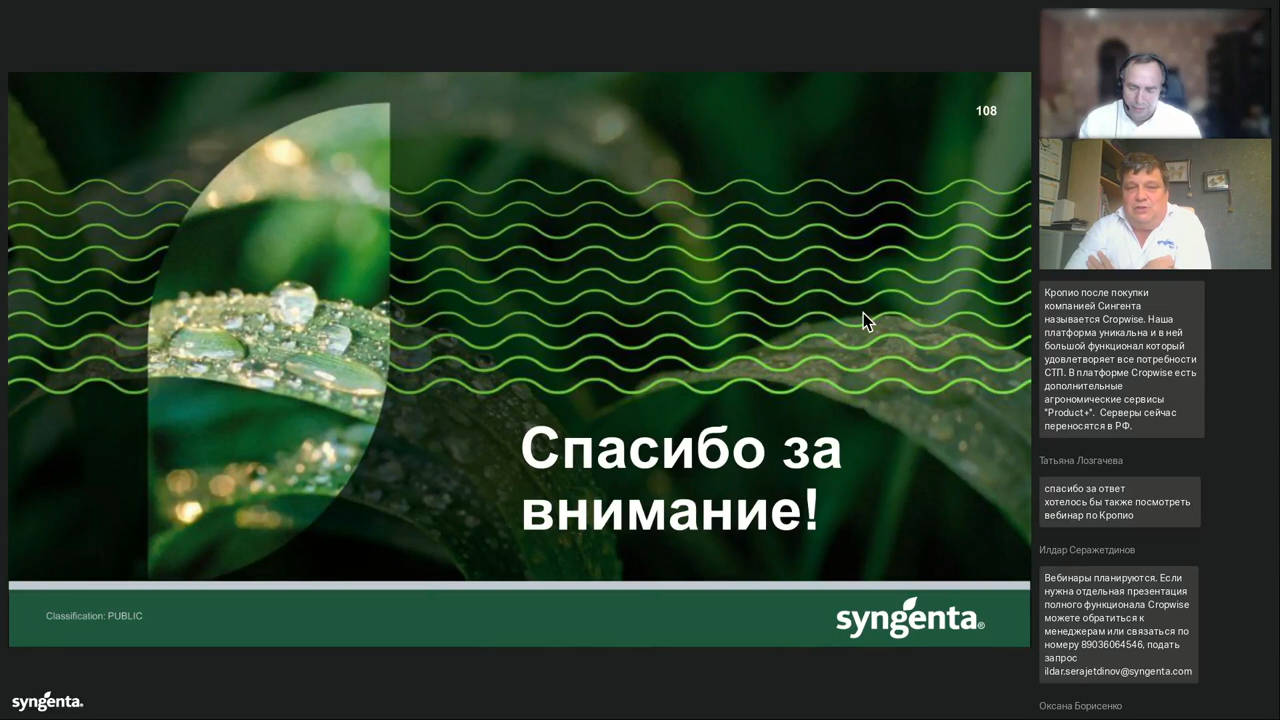 108
Спасибо за
внимание!
Classification: PUBLIC
syngenta®
syngenta®
Кропио после покупки
компанией Сингента
называется Cropwise. Наша
платформа уникальна и в ней
большой функционал который
удовлетворяет все потребности
СТП. В платформе Cropwise есть
дополнительные
агрономические сервисы
"Product+". Серверы сейчас
переносятся в РФ.
Татьяна Лозгачева
спасибо за ответ
хотелось бы также посмотреть
вебинар по Кропио
Илдар Серажетдинов
Вебинары планируются. Если
нужна отдельная презентация
полного функционала Cropwise
можете обратиться к
менеджерам или связаться по
номеру 89036064546, подать
запрос
ildar.serajetdinov@syngenta.com
Оксана Борисенко